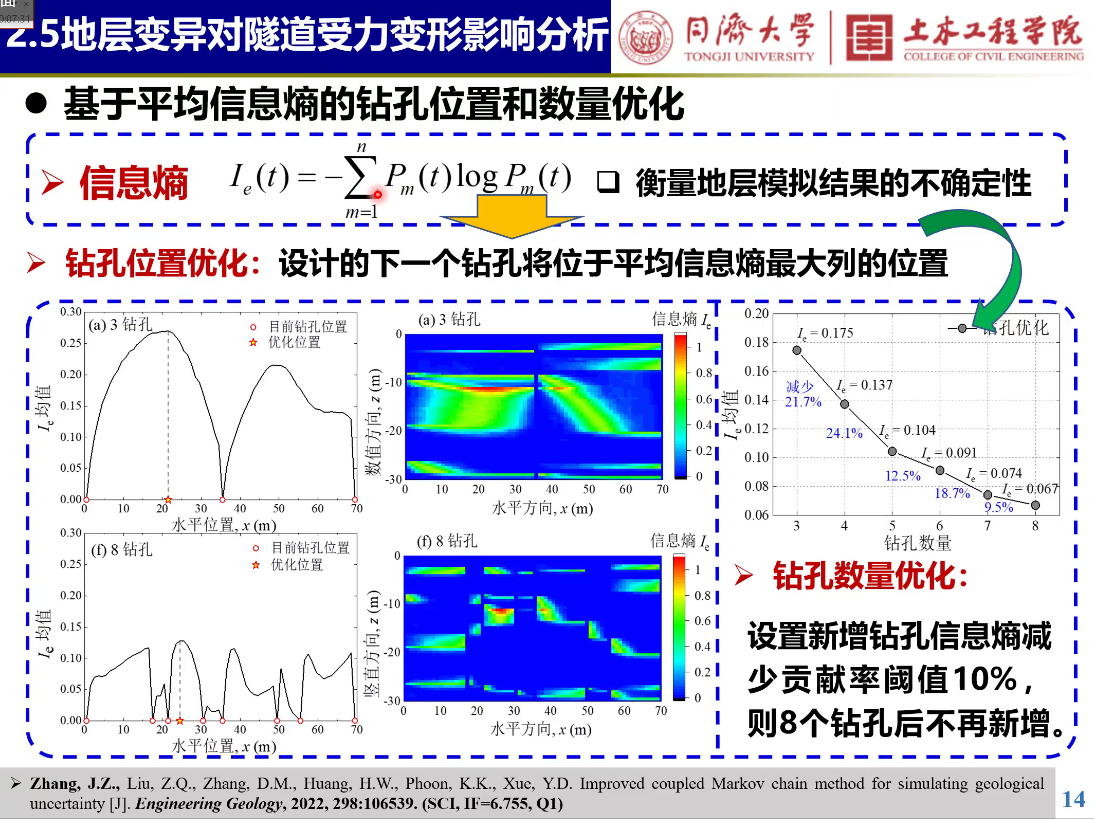 面
0:07:31
2.5地层变异对隧道受力变形影响分析
同濟大學
TONGJI UNIVERSITY
土木工程学院
COLLEGE OF CIVIL ENGINEERING
● 基于平均信息熵的钻孔位置和数量优化
➢ 信息熵
I_e(t) = −∑_{m=1}^{n} P_m(t) log P_m(t)
❑ 衡量地层模拟结果的不确定性
➢ 钻孔位置优化：设计的下一个钻孔将位于平均信息熵最大列的位置
(a) 3 钻孔
目前钻孔位置
优化位置
0.30
0.25
0.20
0.15
0.10
0.05
0.00
I_e 均值
0 10 20 30 40 50 60 70
水平位置, x (m)
(a) 3 钻孔
信息熵 I_e
0
-10
-20
-30
数值方向, z (m)
0 10 20 30 40 50 60 70
水平方向, x (m)
1
0.8
0.6
0.4
0.2
0
(f) 8 钻孔
目前钻孔位置
优化位置
0.30
0.25
0.20
0.15
0.10
0.05
0.00
I_e 均值
0 10 20 30 40 50 60 70
水平位置, x (m)
(f) 8 钻孔
信息熵 I_e
0
-10
-20
-30
竖直方向, z (m)
0 10 20 30 40 50 60 70
水平方向, x (m)
1
0.8
0.6
0.4
0.2
0
孔优化
0.20
0.18
0.16
0.14
0.12
0.10
0.08
0.06
I_e 均值
I_e = 0.175
减少
21.7%
I_e = 0.137
24.1%
I_e = 0.104
12.5%
I_e = 0.091
18.7%
I_e = 0.074
9.5%
I_e = 0.067
3 4 5 6 7 8
钻孔数量
➢ 钻孔数量优化：
设置新增钻孔信息熵减
少贡献率阈值10%，
则8个钻孔后不再新增。
➢ Zhang, J.Z., Liu, Z.Q., Zhang, D.M., Huang, H.W., Phoon, K.K., Xue, Y.D. Improved coupled Markov chain method for simulating geological
uncertainty [J]. Engineering Geology, 2022, 298:106539. (SCI, IF=6.755, Q1)
14